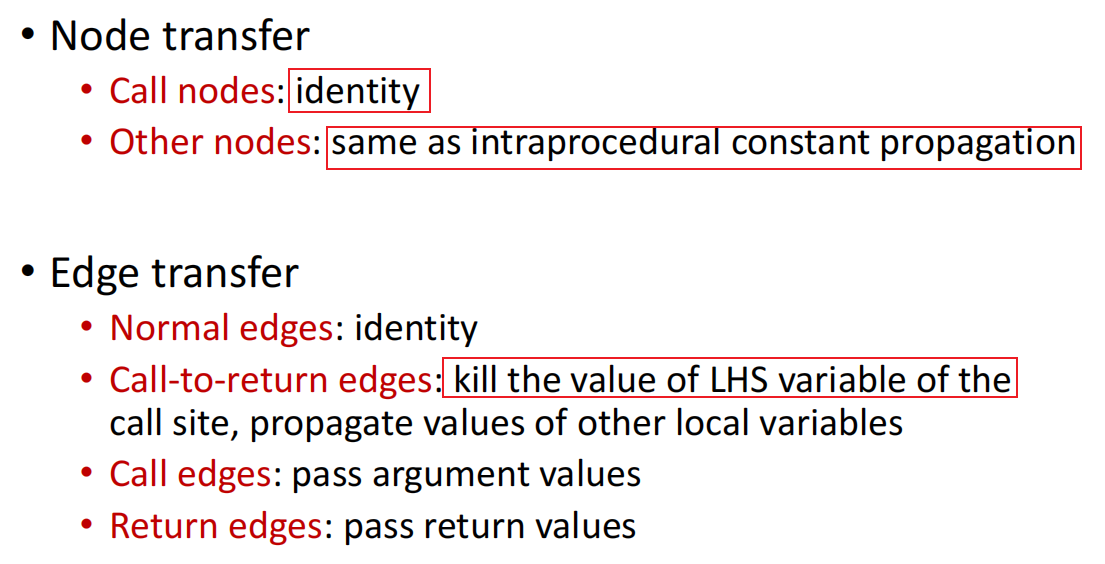 • Node transfer
• Call nodes: identity
• Other nodes: same as intraprocedural constant propagation
• Edge transfer
• Normal edges: identity
• Call-to-return edges: kill the value of LHS variable of the
call site, propagate values of other local variables
• Call edges: pass argument values
• Return edges: pass return values